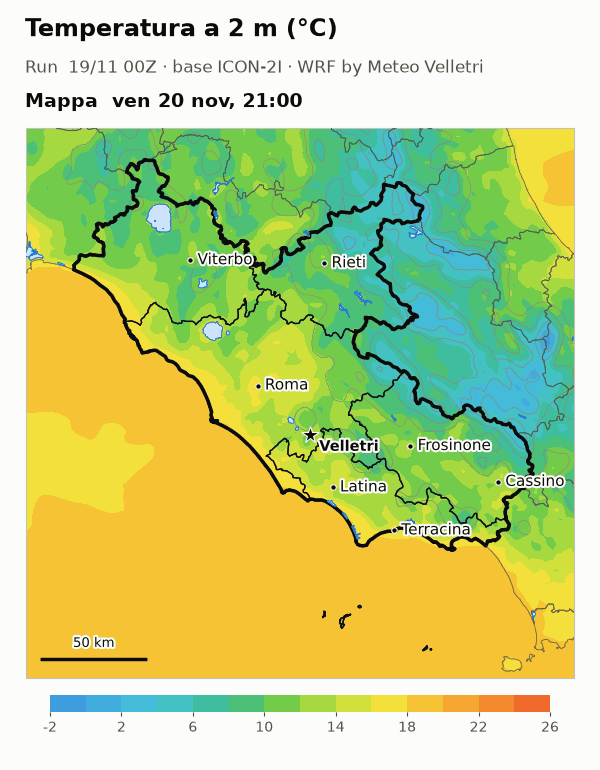 Temperatura a 2 m (°C)
Run  19/11 00Z · base ICON-2I · WRF by Meteo Velletri
Mappa  ven 20 nov, 21:00
Viterbo
Rieti
Roma
Velletri
Frosinone
Cassino
Latina
Terracina
50 km
-2 2 6 10 14 18 22 26